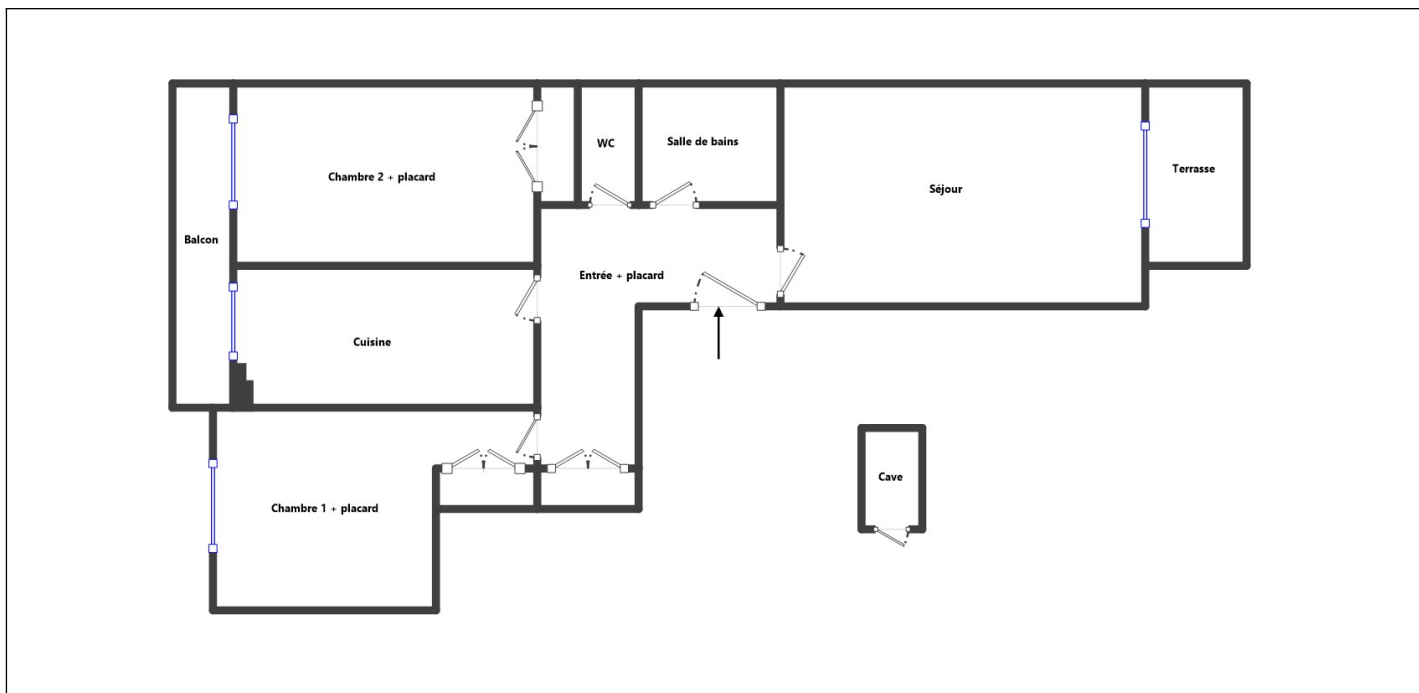 WC
Salle de bains
Chambre 2 + placard
Séjour
Terrasse
Balcon
Entrée + placard
Cuisine
Cave
Chambre 1 + placard